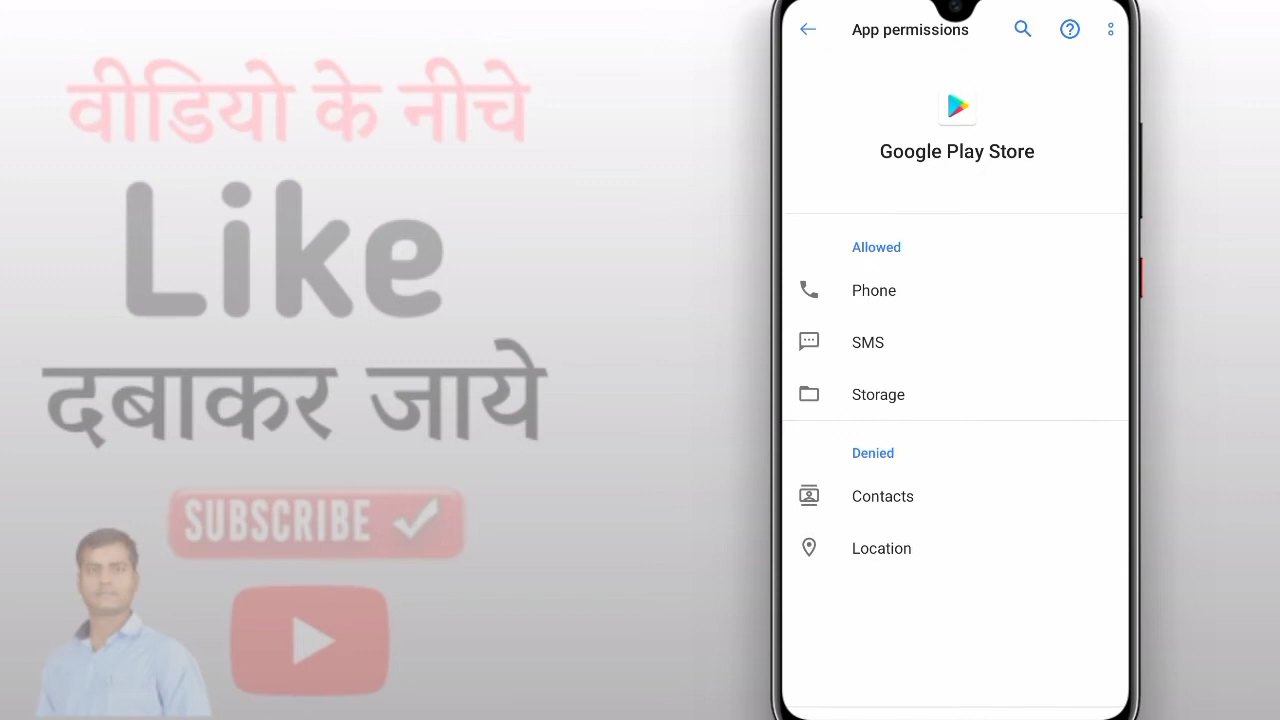 वीडियो के नीचे
Like
दबाकर जाये
SUBSCRIBE
App permissions
Google Play Store
Allowed
Phone
SMS
Storage
Denied
Contacts
Location